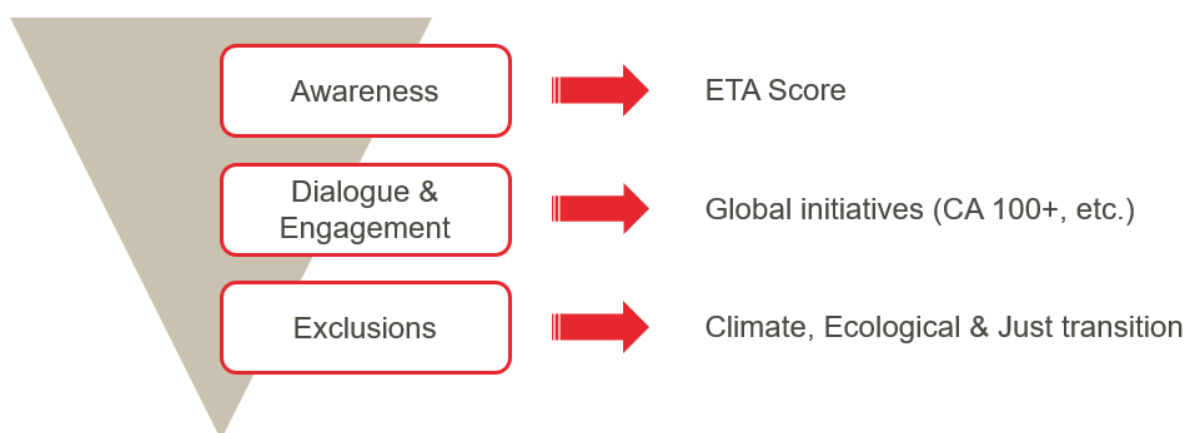 Awareness
ETA Score
Dialogue &
Engagement
Global initiatives (CA 100+, etc.)
Exclusions
Climate, Ecological & Just transition